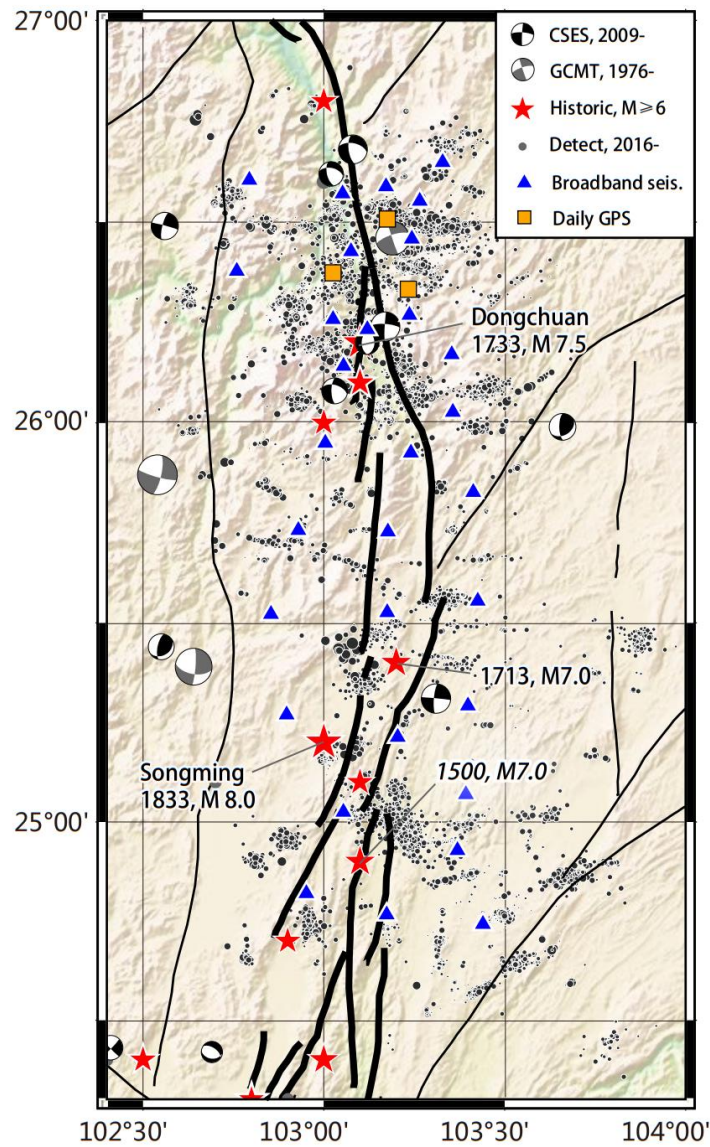 27°00'
CSES, 2009-
GCMT, 1976-
Historic, M⩾6
Detect, 2016-
Broadband seis.
Daily GPS
Dongchuan
1733, M 7.5
26°00'
1713, M7.0
Songming
1833, M 8.0
1500, M7.0
25°00'
102°30' 103°00' 103°30' 104°00'